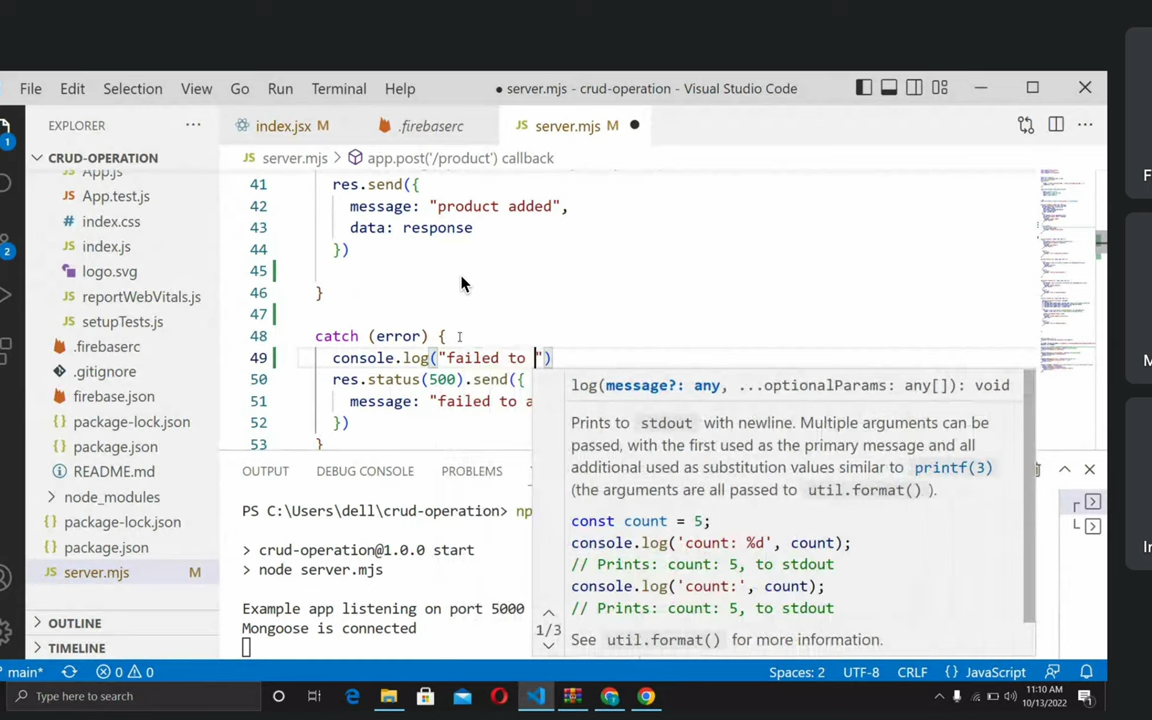 File Edit Selection View Go Run Terminal Help
● server.mjs - crud-operation - Visual Studio Code
EXPLORER
index.jsx M
.firebaserc
JS server.mjs M
CRUD-OPERATION
JS server.mjs > app.post('/product') callback
App.js
JS App.test.js
index.css
JS index.js
logo.svg
JS reportWebVitals.js
JS setupTests.js
.firebaserc
.gitignore
firebase.json
{} package-lock.json
{} package.json
README.md
node_modules
{} package-lock.json
{} package.json
JS server.mjs M
OUTLINE
TIMELINE
1
2
41 res.send({
42 message: "product added",
43 data: response
44 })
45
46 }
47
48 catch (error) {
49 console.log("failed to ")
50 res.status(500).send({
51 message: "failed to a
52 })
53 }
log(message?: any, ...optionalParams: any[]): void
Prints to stdout with newline. Multiple arguments can be
passed, with the first used as the primary message and all
additional used as substitution values similar to printf(3)
(the arguments are all passed to util.format() ).
const count = 5;
console.log('count: %d', count);
// Prints: count: 5, to stdout
console.log('count:', count);
// Prints: count: 5, to stdout
See util.format() for more information.
1/3
OUTPUT DEBUG CONSOLE PROBLEMS
PS C:\Users\dell\crud-operation> np
> crud-operation@1.0.0 start
> node server.mjs
Example app listening on port 5000
Mongoose is connected
main* 0 0
Spaces: 2 UTF-8 CRLF {} JavaScript
Type here to search
11:10 AM
10/13/2022
1
F
M